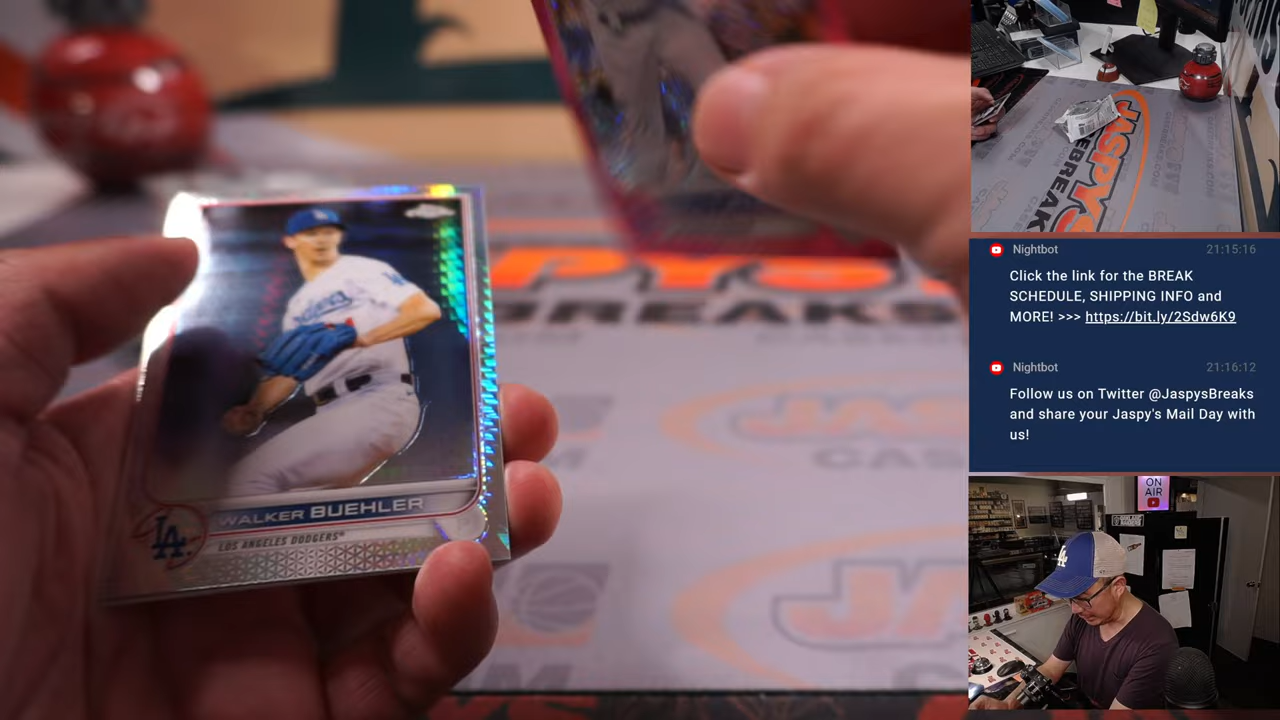 WALKER BUEHLER
LOS ANGELES DODGERS
LA
BREAKS
JASPYS
Nightbot
21:15:16
Click the link for the BREAK
SCHEDULE, SHIPPING INFO and
MORE! >>> https://bit.ly/2Sdw6K9
Nightbot
21:16:12
Follow us on Twitter @JaspysBreaks
and share your Jaspy's Mail Day with
us!
ON
AIR
LA